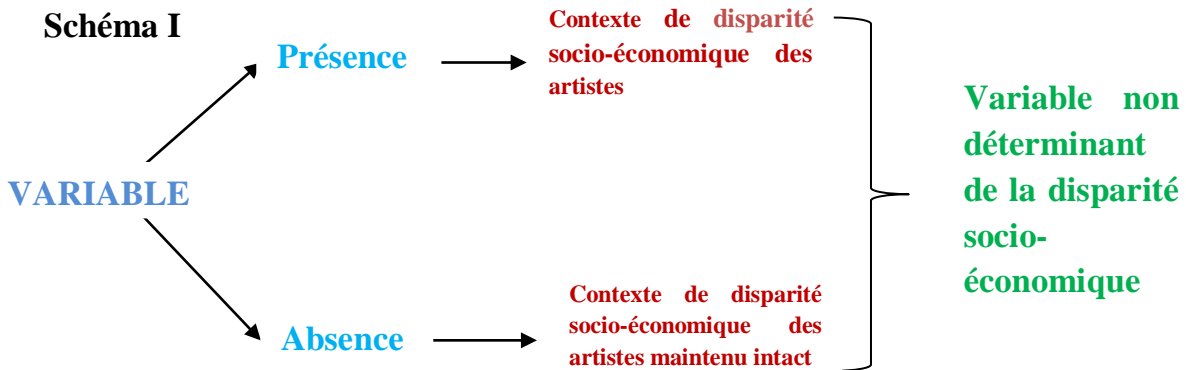 Schéma I
Présence
Contexte de disparité
socio-économique des
artistes
VARIABLE
Variable non
déterminant
de la disparité
socio-
économique
Absence
Contexte de disparité
socio-économique des
artistes maintenu intact